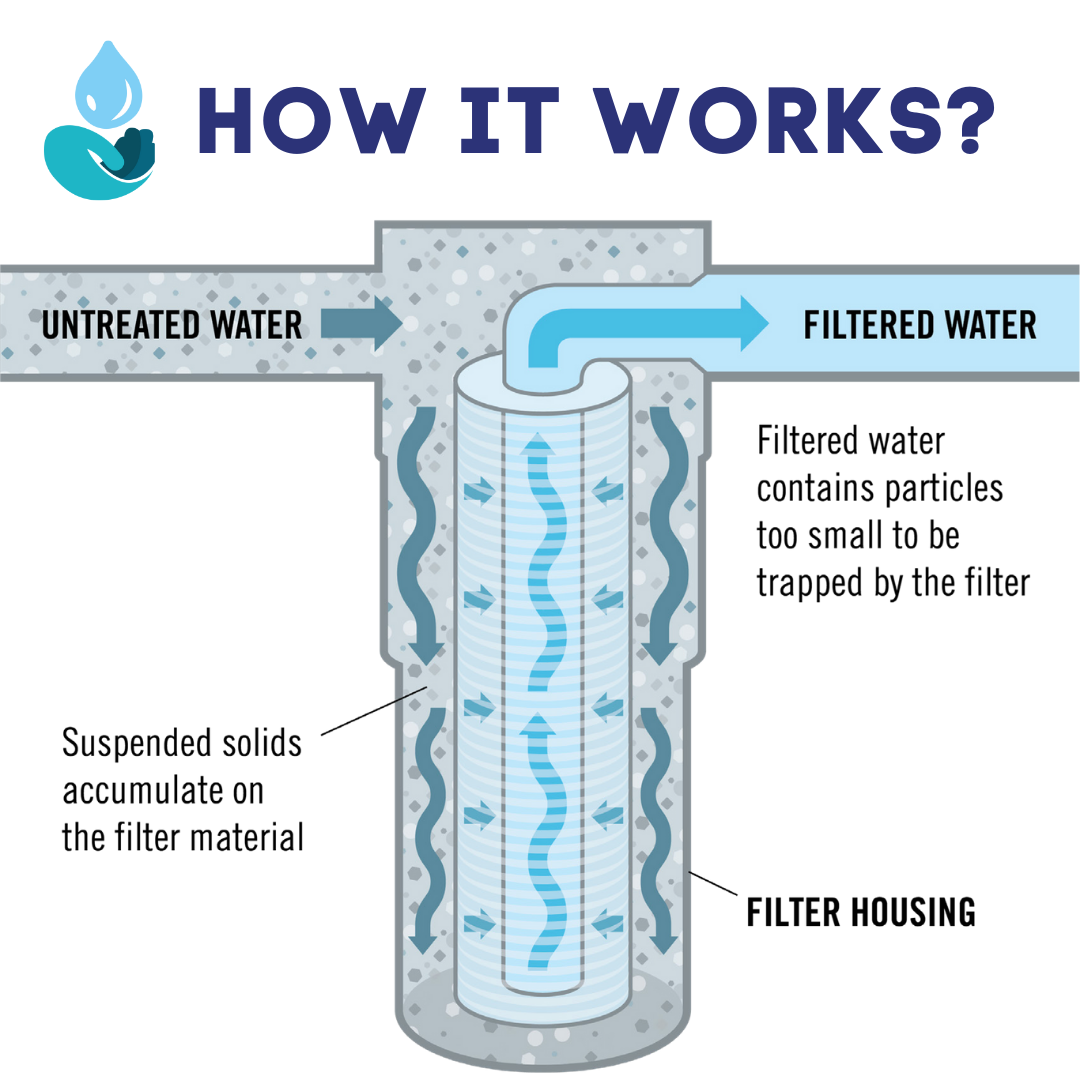 HOW IT WORKS?
UNTREATED WATER
FILTERED WATER
Filtered water
contains particles
too small to be
trapped by the filter
Suspended solids
accumulate on
the filter material
FILTER HOUSING